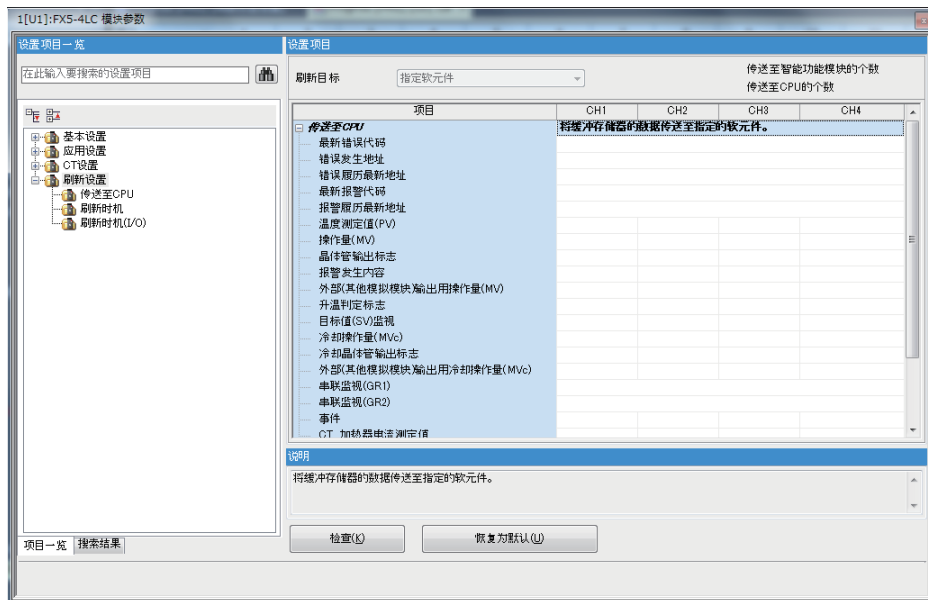 1[U1]:FX5-4LC 模块参数
设置项目一览
在此输入要搜索的设置项目
基本设置
应用设置
CT设置
刷新设置
传送至CPU
刷新时机
刷新时机(I/O)
项目一览 搜索结果
设置项目
刷新目标 指定软元件
传送至智能功能模块的个数
传送至CPU的个数
项目 CH1 CH2 CH3 CH4
传送至CPU 将缓冲存储器的数据传送至指定的软元件。
最新错误代码
错误发生地址
错误履历最新地址
最新报警代码
报警履历最新地址
温度测定值(PV)
操作量(MV)
晶体管输出标志
报警发生内容
外部(其他模拟模块)输出用操作量(MV)
升温判定标志
目标值(SV)监视
冷却操作量(MVc)
冷却晶体管输出标志
外部(其他模拟模块)输出用冷却操作量(MVc)
串联监视(GR1)
串联监视(GR2)
事件
CT 加热器电流测定值
说明
将缓冲存储器的数据传送至指定的软元件。
检查(K) 恢复为默认(U)